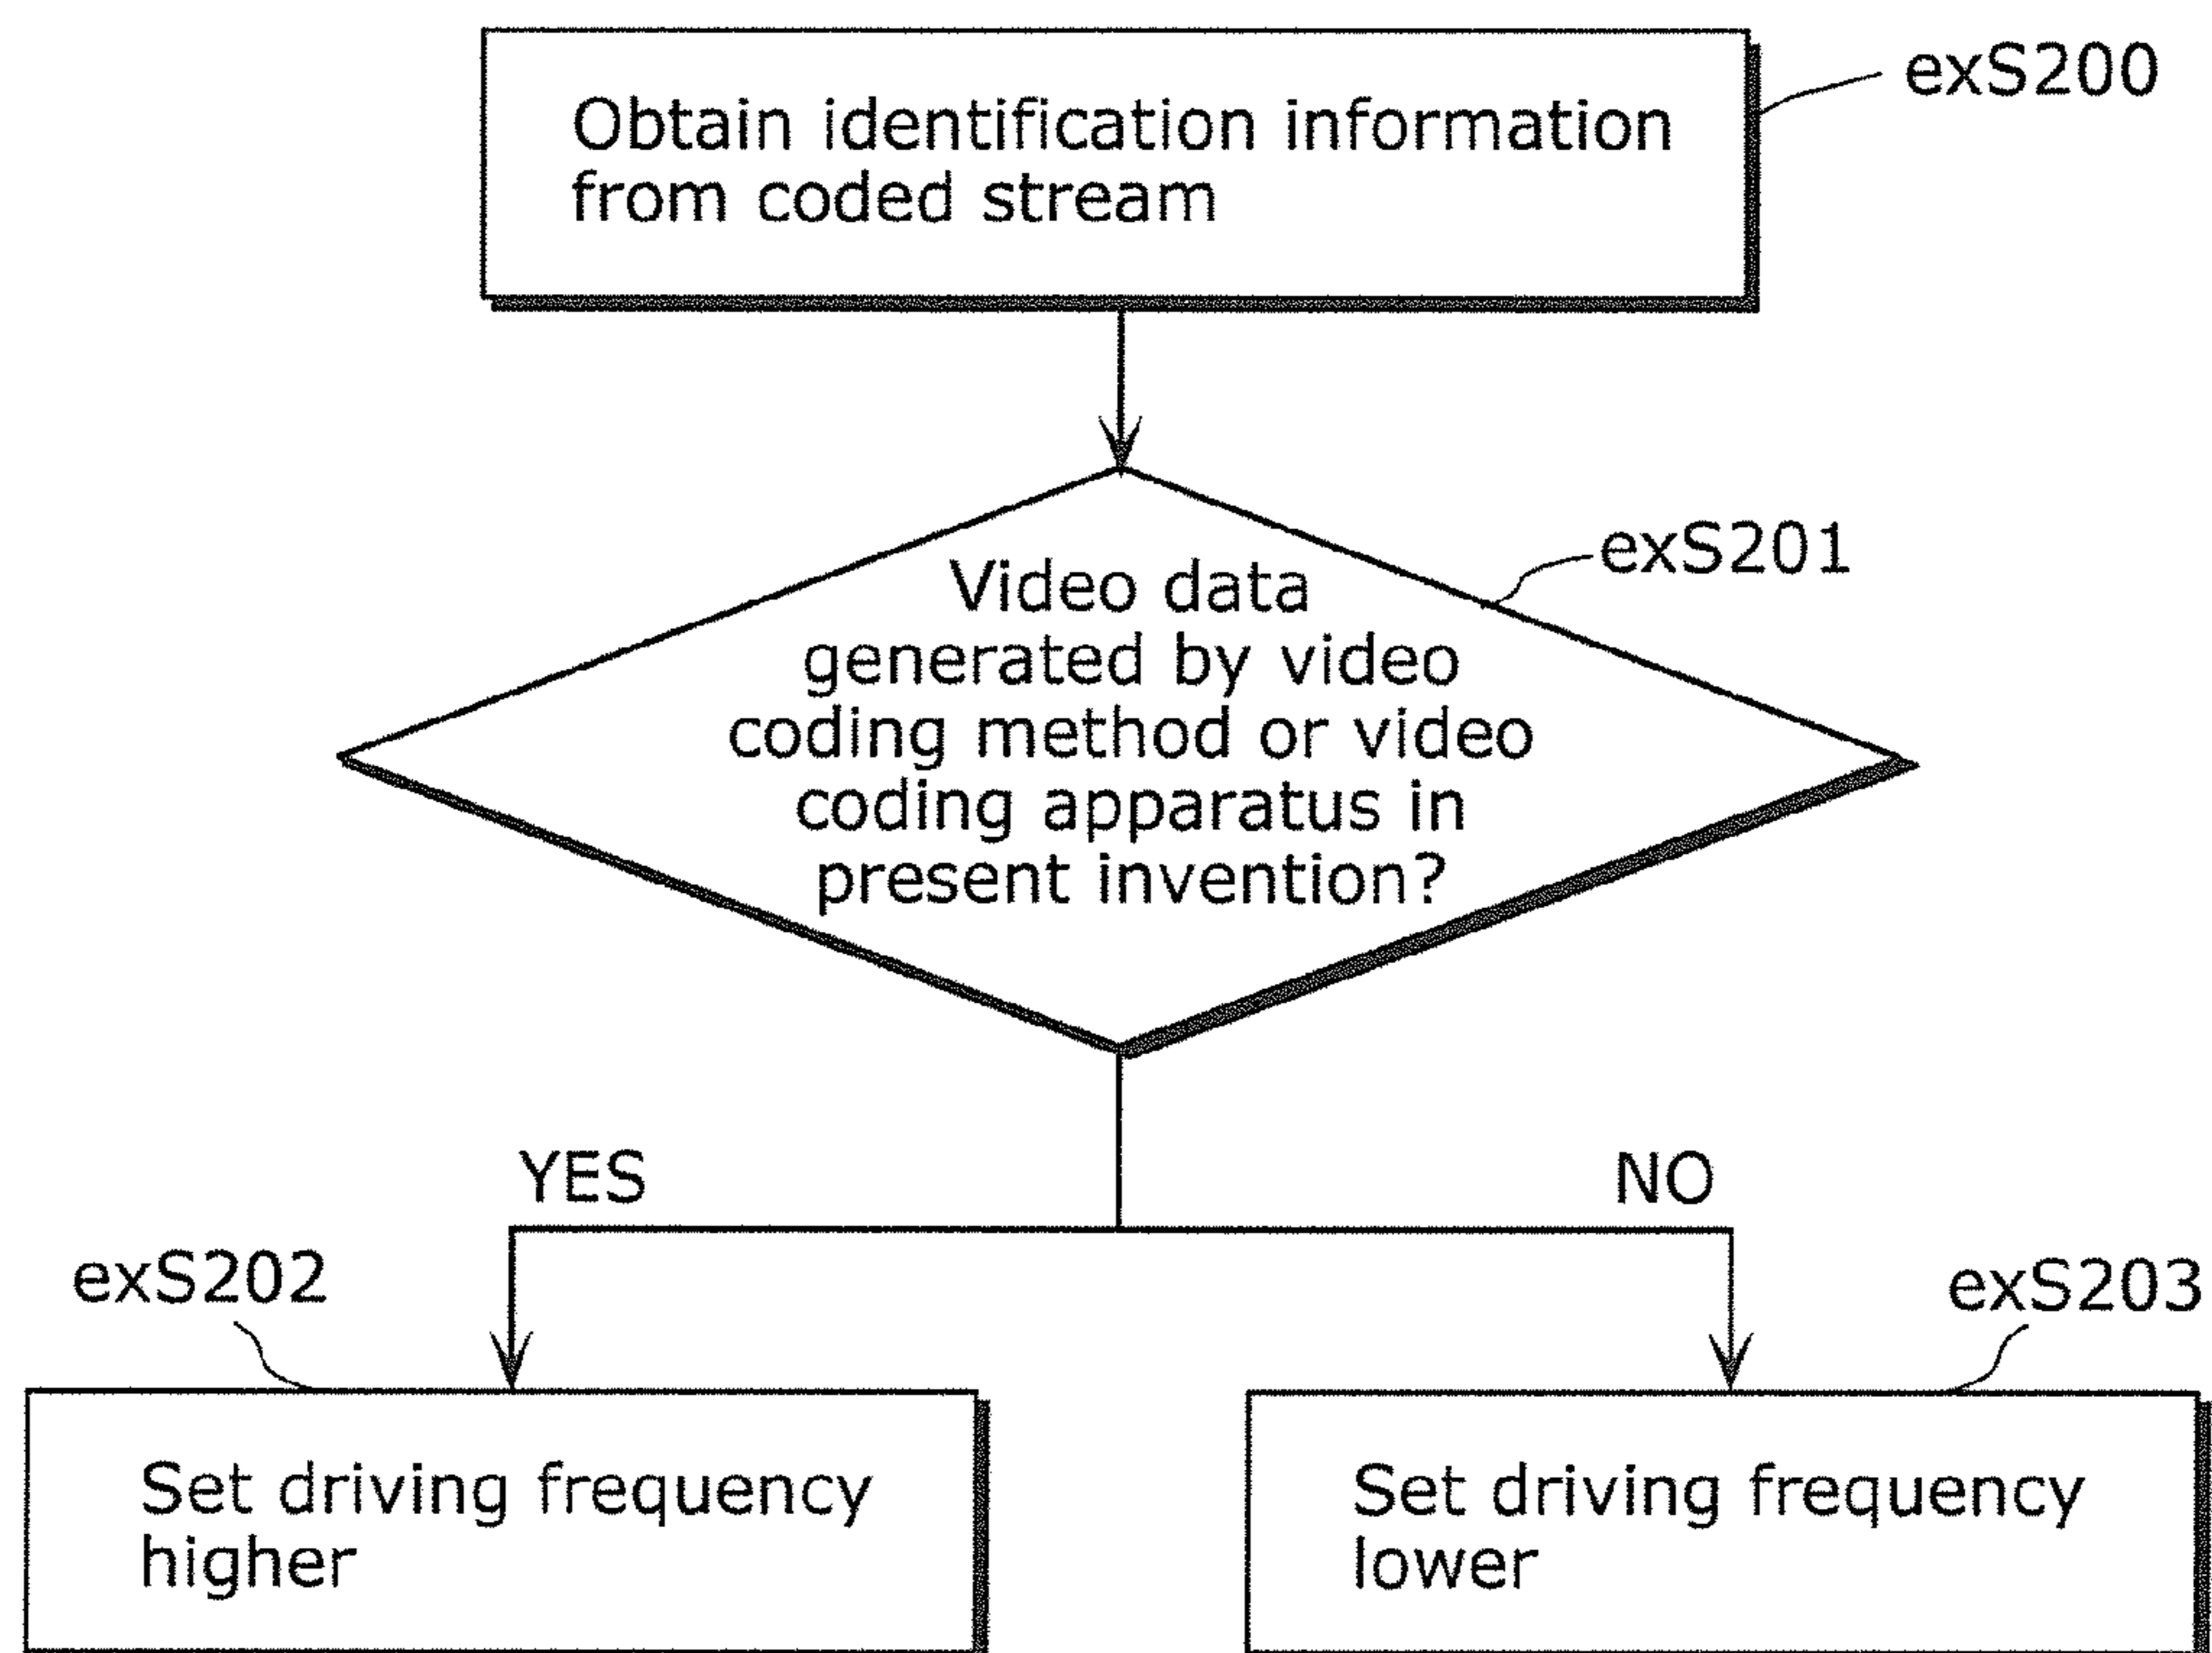 exS200
Obtain identification information
from coded stream
exS201
Video data
generated by video
coding method or video
coding apparatus in
present invention?
YES
NO
exS202
exS203
Set driving frequency
higher
Set driving frequency
lower